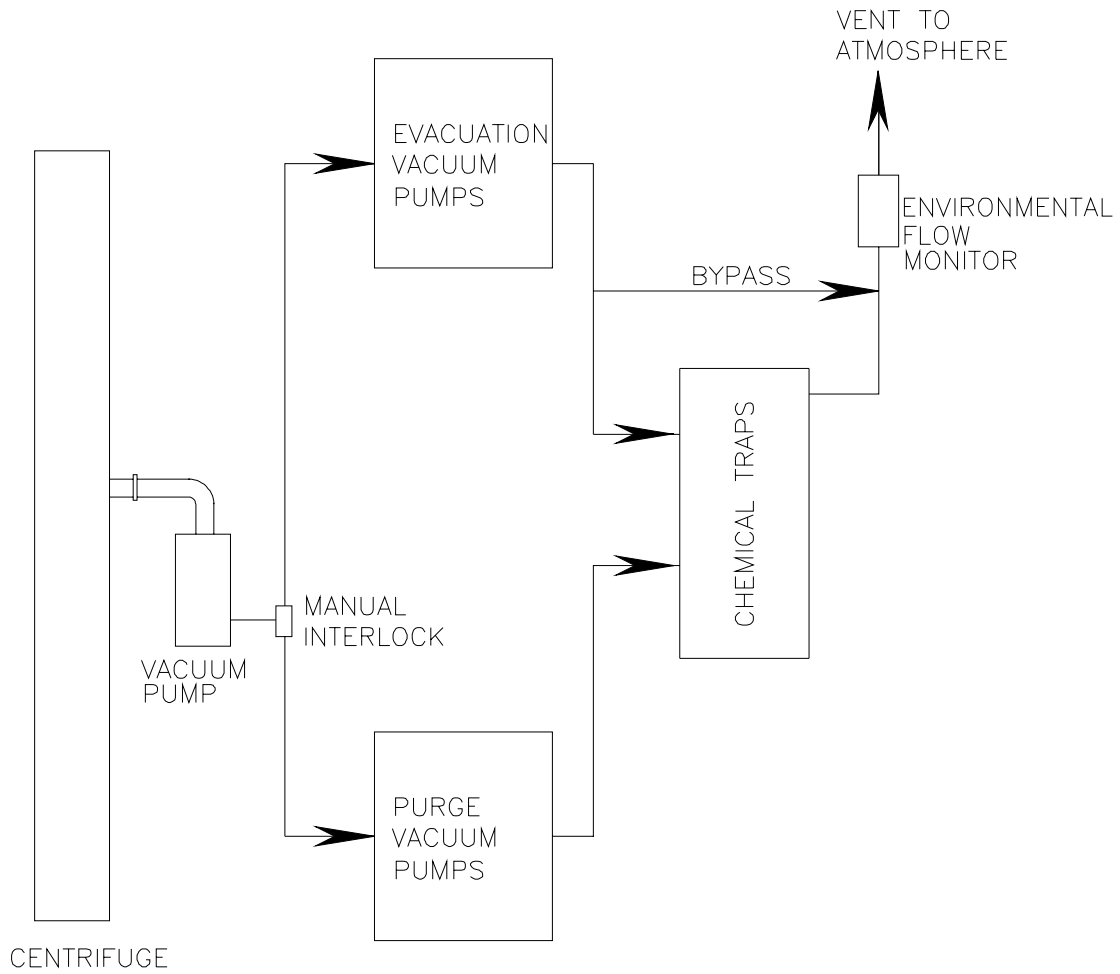 VENT TO
ATMOSPHERE
EVACUATION
VACUUM
PUMPS
ENVIRONMENTAL
FLOW
MONITOR
BYPASS
CHEMICAL TRAPS
MANUAL
INTERLOCK
VACUUM
PUMP
PURGE
VACUUM
PUMPS
CENTRIFUGE